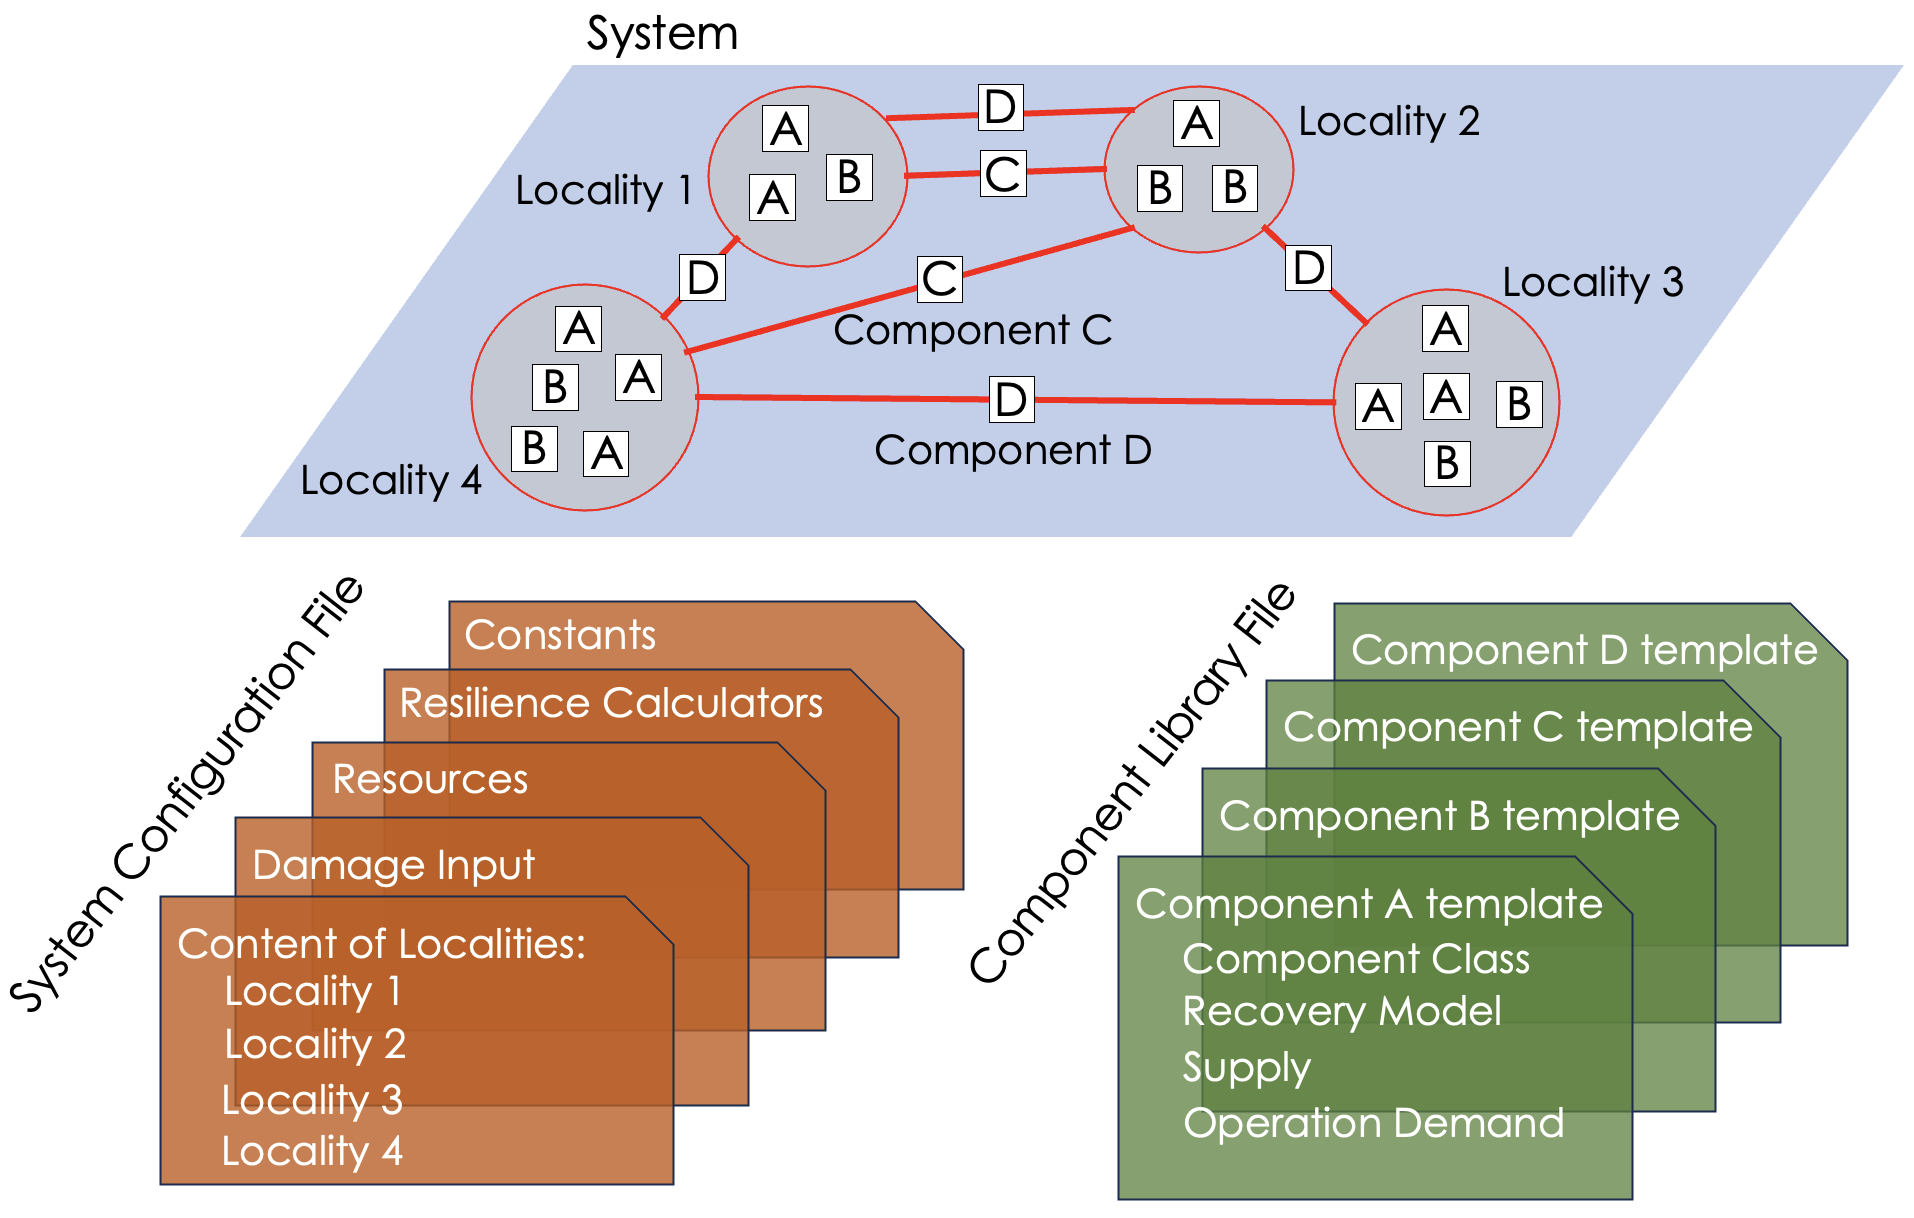 System
D
A
A
Locality 2
Locality 1
A
B
C
B
B
D
C
D
Locality 3
A
Component C
A
B
A
D
A
A
B
B
A
Component D
B
Locality 4
System Configuration File
Constants
Resilience Calculators
Resources
Damage Input
Content of Localities:
Locality 1
Locality 2
Locality 3
Locality 4
Component Library File
Component D template
Component C template
Component B template
Component A template
Component Class
Recovery Model
Supply
Operation Demand